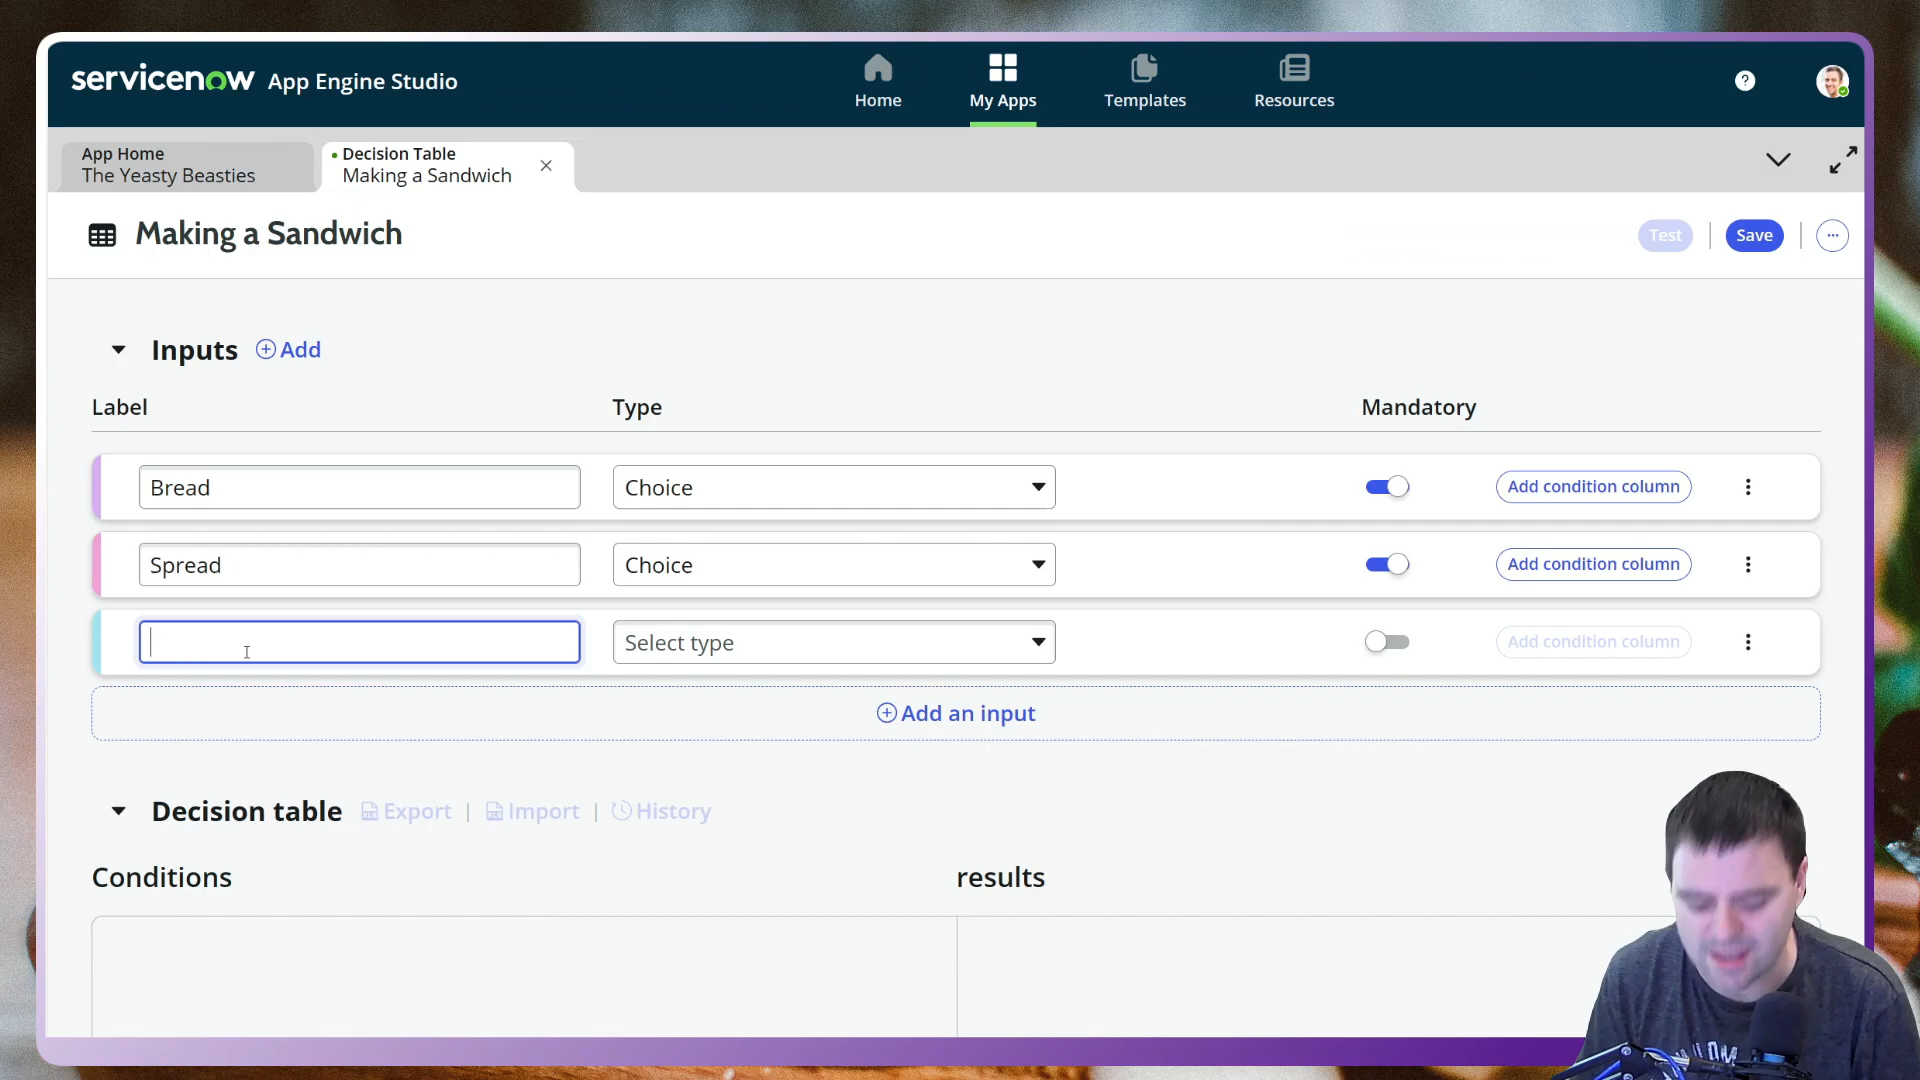 servicenow App Engine Studio
Home
My Apps
Templates
Resources
?
App Home
The Yeasty Beasties
Decision Table
Making a Sandwich
Making a Sandwich
Test
Save
Inputs
Add
Label
Type
Mandatory
Bread
Choice
Add condition column
Spread
Choice
Add condition column
Select type
Add condition column
Add an input
Decision table
Export
|
Import
|
History
Conditions
results